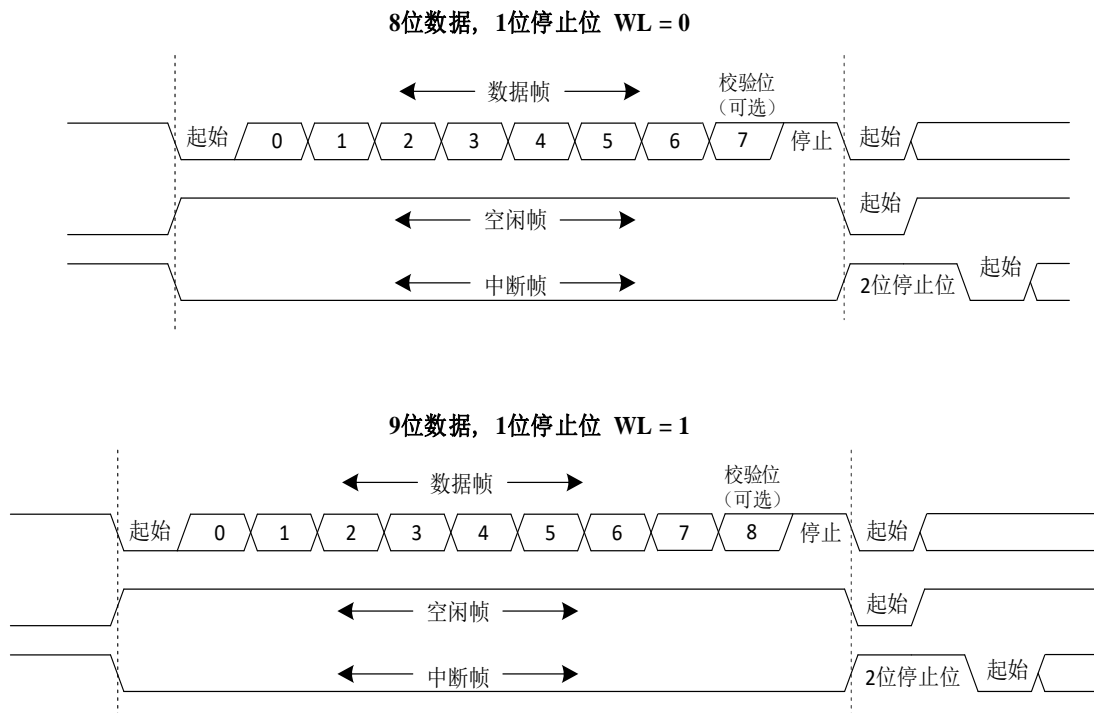 8位数据，1位停止位 WL = 0
数据帧
校验位
（可选）
起始 0 1 2 3 4 5 6 7 停止 起始
空闲帧 起始
中断帧 2位停止位 起始
9位数据，1位停止位 WL = 1
数据帧
校验位
（可选）
起始 0 1 2 3 4 5 6 7 8 停止 起始
空闲帧 起始
中断帧 2位停止位 起始